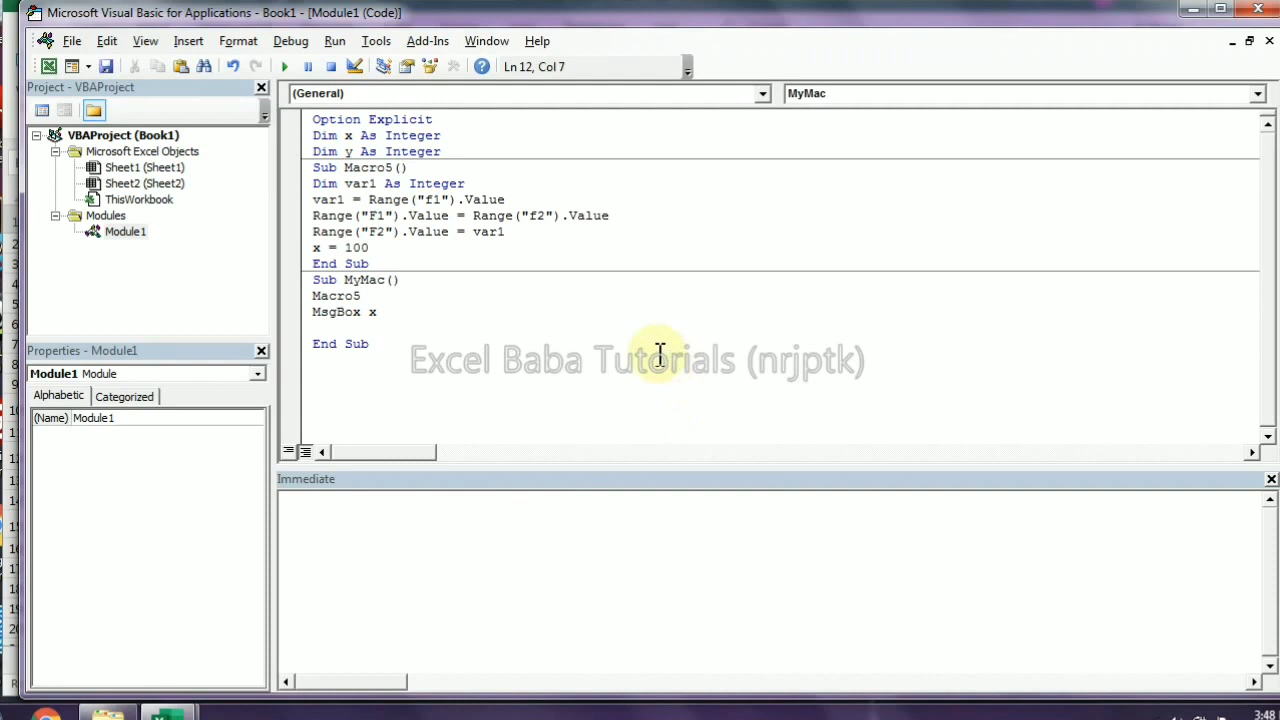 Microsoft Visual Basic for Applications - Book1 - [Module1 (Code)]
File Edit View Insert Format Debug Run Tools Add-Ins Window Help
Ln 12, Col 7
Project - VBAProject
(General)
MyMac
VBAProject (Book1)
Microsoft Excel Objects
Sheet1 (Sheet1)
Sheet2 (Sheet2)
ThisWorkbook
Modules
Module1
Option Explicit
Dim x As Integer
Dim y As Integer
Sub Macro5()
Dim var1 As Integer
var1 = Range("f1").Value
Range("F1").Value = Range("f2").Value
Range("F2").Value = var1
x = 100
End Sub
Sub MyMac()
Macro5
MsgBox x
End Sub
Excel Baba Tutorials (nrjptk)
Properties - Module1
Module1 Module
Alphabetic Categorized
(Name) Module1
Immediate
3:48